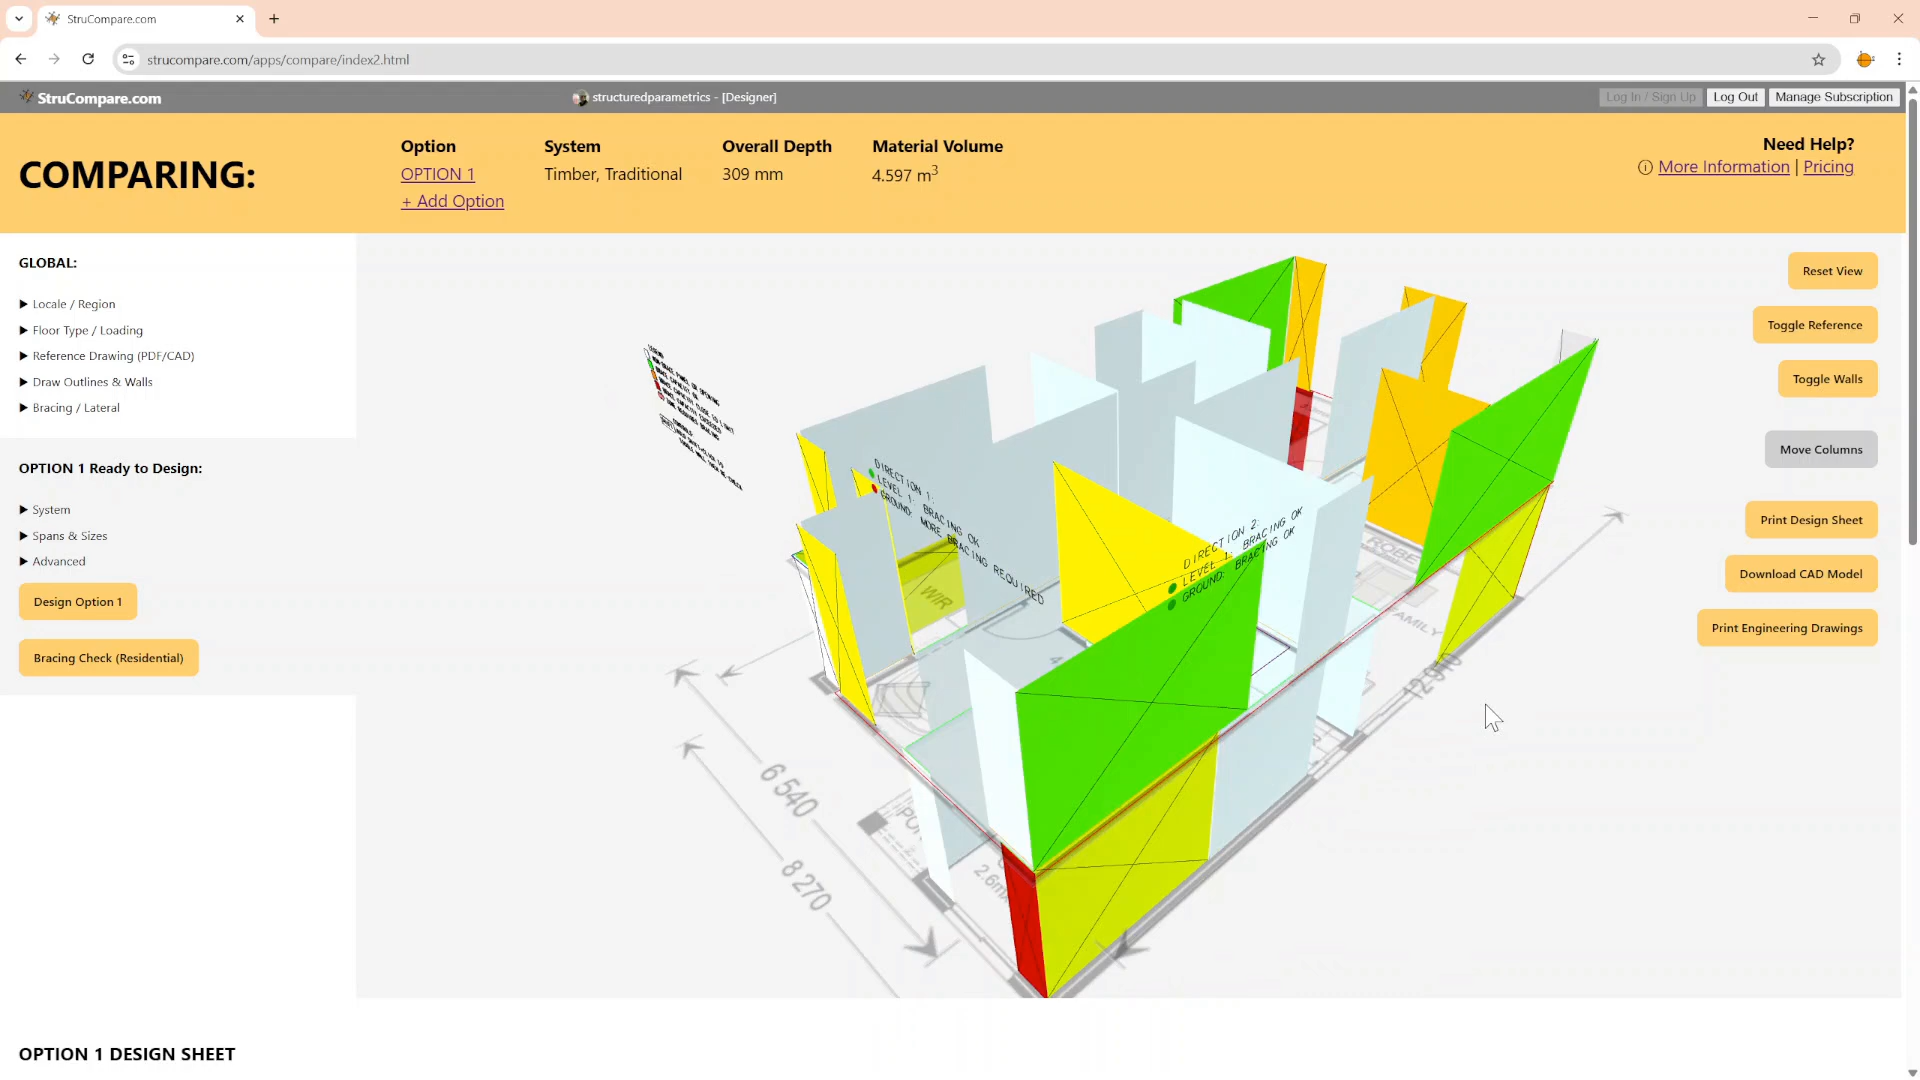 StruCompare.com
strucompare.com/apps/compare/index2.html
StruCompare.com
structuredparametrics - [Designer]
Log In / Sign Up
Log Out
Manage Subscription
COMPARING:
Option
System
Overall Depth
Material Volume
OPTION 1
Timber, Traditional
309 mm
4.597 m³
+ Add Option
Need Help?
ⓘ More Information | Pricing
GLOBAL:
▶ Locale / Region
▶ Floor Type / Loading
▶ Reference Drawing (PDF/CAD)
▶ Draw Outlines & Walls
▶ Bracing / Lateral
OPTION 1 Ready to Design:
▶ System
▶ Spans & Sizes
▶ Advanced
Design Option 1
Bracing Check (Residential)
DIRECTION 1:
LEVEL 1: BRACING OK
GROUND: MORE BRACING REQUIRED
DIRECTION 2:
LEVEL 1: BRACING OK
GROUND: BRACING OK
WIR
ROBE
FAMILY
6 540
8 270
Reset View
Toggle Reference
Toggle Walls
Move Columns
Print Design Sheet
Download CAD Model
Print Engineering Drawings
OPTION 1 DESIGN SHEET